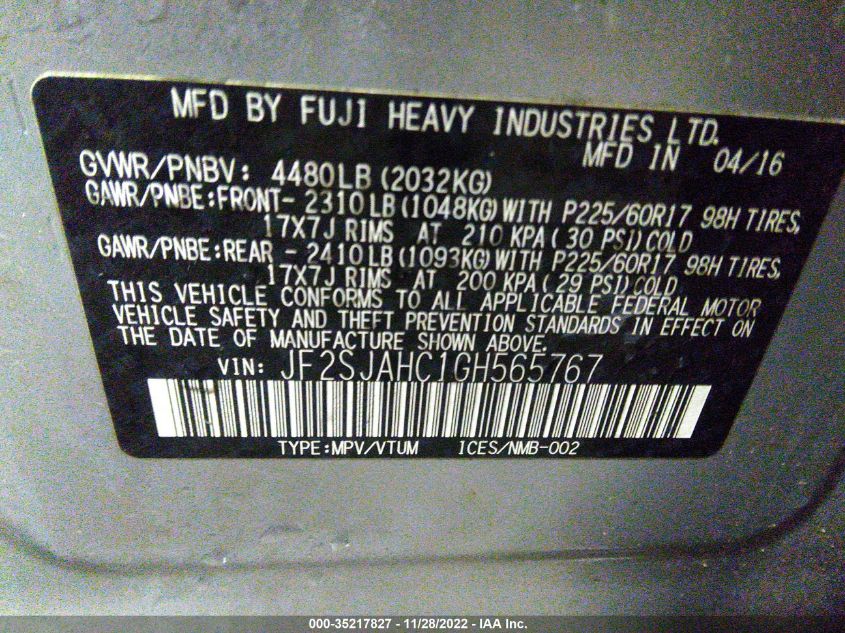 MFD BY FUJI HEAVY INDUSTRIES LTD.
MFD IN 04/16
GVWR/PNBV: 4480LB (2032KG)
GAWR/PNBE:FRONT- 2310LB (1048KG) WITH P225/60R17 98H TIRES,
17X7J RIMS AT 210 KPA ( 30 PSI) COLD
GAWR/PNBE:REAR - 2410LB (1093KG) WITH P225/60R17 98H TIRES,
17X7J RIMS AT 200 KPA ( 29 PSI) COLD
THIS VEHICLE CONFORMS TO ALL APPLICABLE FEDERAL MOTOR
VEHICLE SAFETY AND THEFT PREVENTION STANDARDS IN EFFECT ON
THE DATE OF MANUFACTURE SHOWN ABOVE.
VIN: JF2SJAHC1GH565767
TYPE:MPV/VTUM ICES/NMB-002
000-35217827 - 11/28/2022 - IAA Inc.